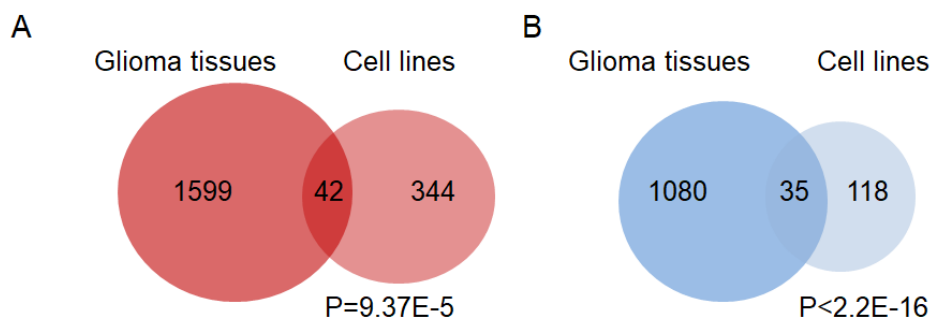 A
Glioma tissues Cell lines
1599 42 344
P=9.37E-5
B
Glioma tissues Cell lines
1080 35 118
P<2.2E-16